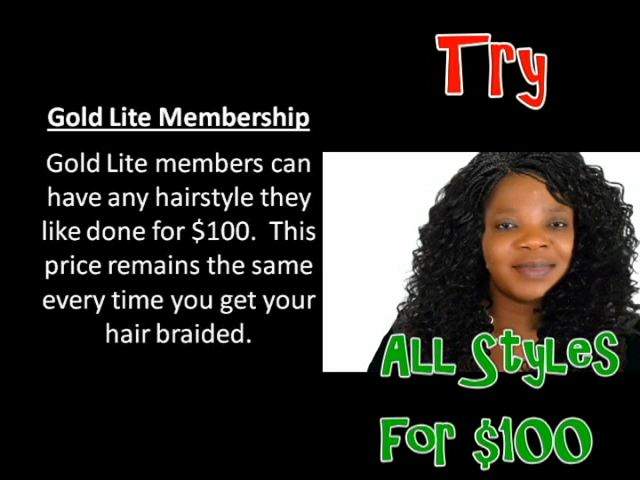 Try
Gold Lite Membership
Gold Lite members can
have any hairstyle they
like done for $100.  This
price remains the same
every time you get your
hair braided.
ALL StyLES
For $100